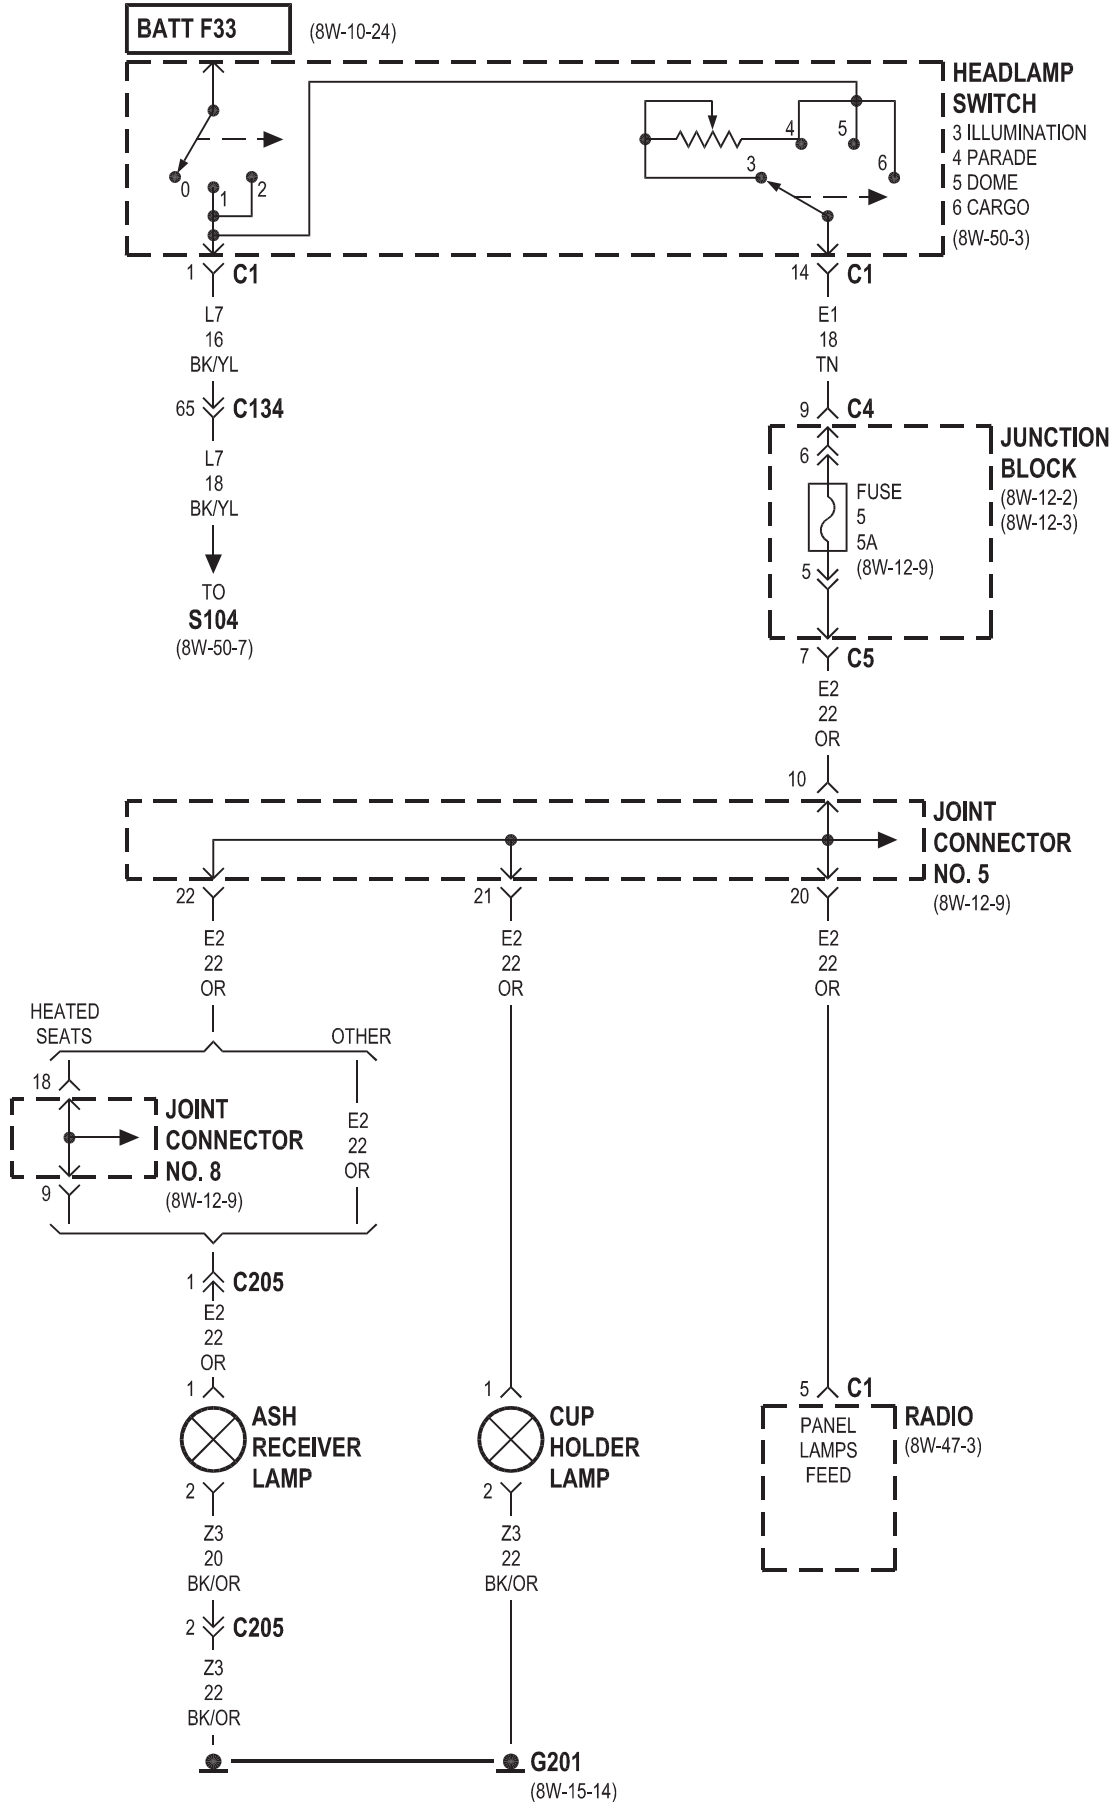 BATT F33
(8W-10-24)
HEADLAMP
SWITCH
3 ILLUMINATION
4 PARADE
5 DOME
6 CARGO
(8W-50-3)
0
1
2
3
4
5
6
1
C1
14
C1
L7
16
BK/YL
E1
18
TN
65
C134
9
C4
L7
18
BK/YL
JUNCTION
BLOCK
(8W-12-2)
(8W-12-3)
6
FUSE
5
5A
(8W-12-9)
5
TO
S104
(8W-50-7)
7
C5
E2
22
OR
10
JOINT
CONNECTOR
NO. 5
(8W-12-9)
22
21
20
E2
22
OR
E2
22
OR
E2
22
OR
HEATED
SEATS
OTHER
18
JOINT
CONNECTOR
NO. 8
(8W-12-9)
9
E2
22
OR
1
C205
E2
22
OR
1
ASH
RECEIVER
LAMP
2
1
CUP
HOLDER
LAMP
2
5
C1
PANEL
LAMPS
FEED
RADIO
(8W-47-3)
Z3
20
BK/OR
Z3
22
BK/OR
2
C205
Z3
22
BK/OR
G201
(8W-15-14)